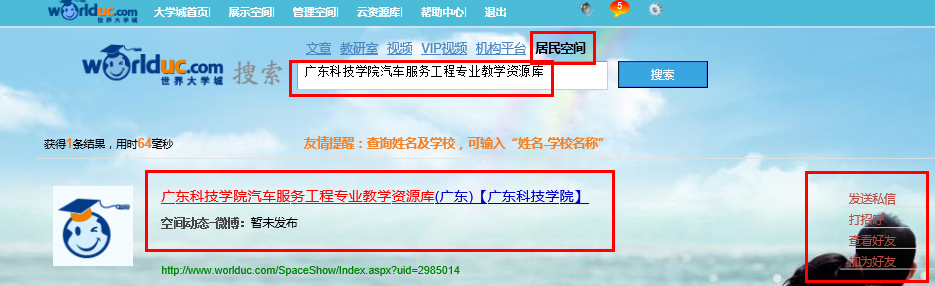 worlduc.com 世界大学城 大学城首页| 展示空间| 管理空间| 云资源库| 帮助中心| 退出 5
文章 教研室 视频 VIP视频 机构平台 居民空间
worlduc.com 世界大学城 搜索 广东科技学院汽车服务工程专业教学资源库 搜索
获得1条结果，用时64毫秒 友情提醒：查询姓名及学校，可输入“姓名-学校名称”
广东科技学院汽车服务工程专业教学资源库(广东)【广东科技学院】
空间动态-微博：暂未发布
http://www.worlduc.com/SpaceShow/Index.aspx?uid=2985014
发送私信
打招呼
查看好友
加为好友